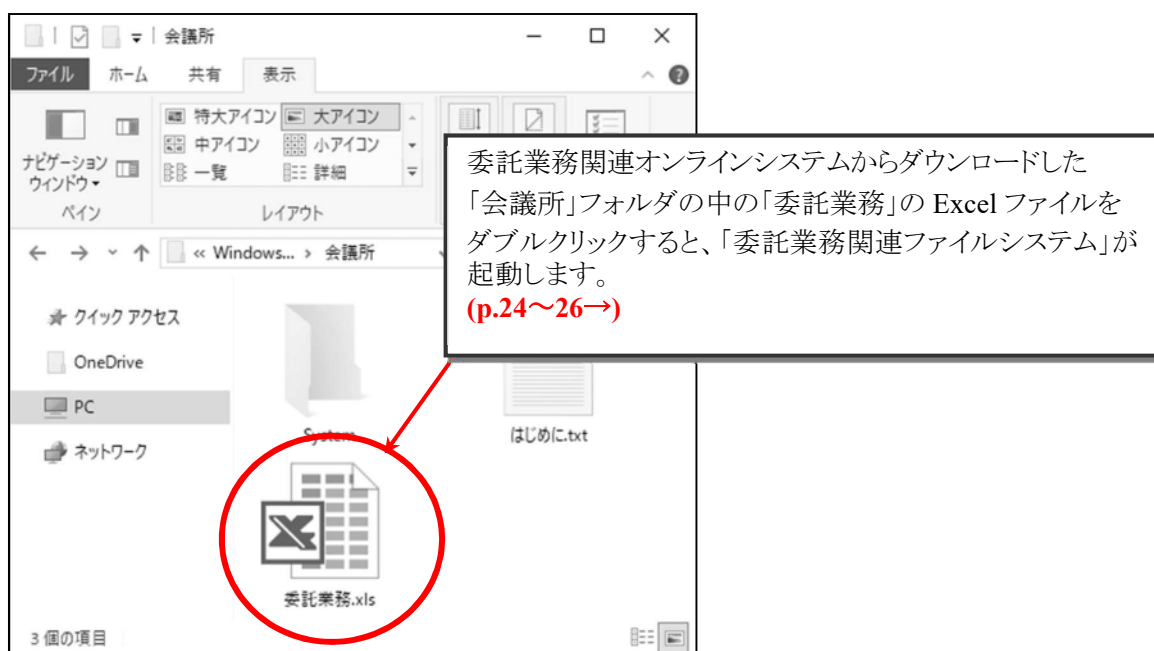 会議所
ファイル ホーム 共有 表示
特大アイコン 大アイコン
中アイコン 小アイコン
一覧 詳細
ナビゲーション
ウィンドウ
ペイン レイアウト
委託業務関連オンラインシステムからダウンロードした
「会議所」フォルダの中の「委託業務」の Excel ファイルを
ダブルクリックすると、「委託業務関連ファイルシステム」が
起動します。
(p.24～26→)
« Windows... › 会議所
クイック アクセス
OneDrive
PC
ネットワーク
System
はじめに.txt
委託業務.xls
3 個の項目